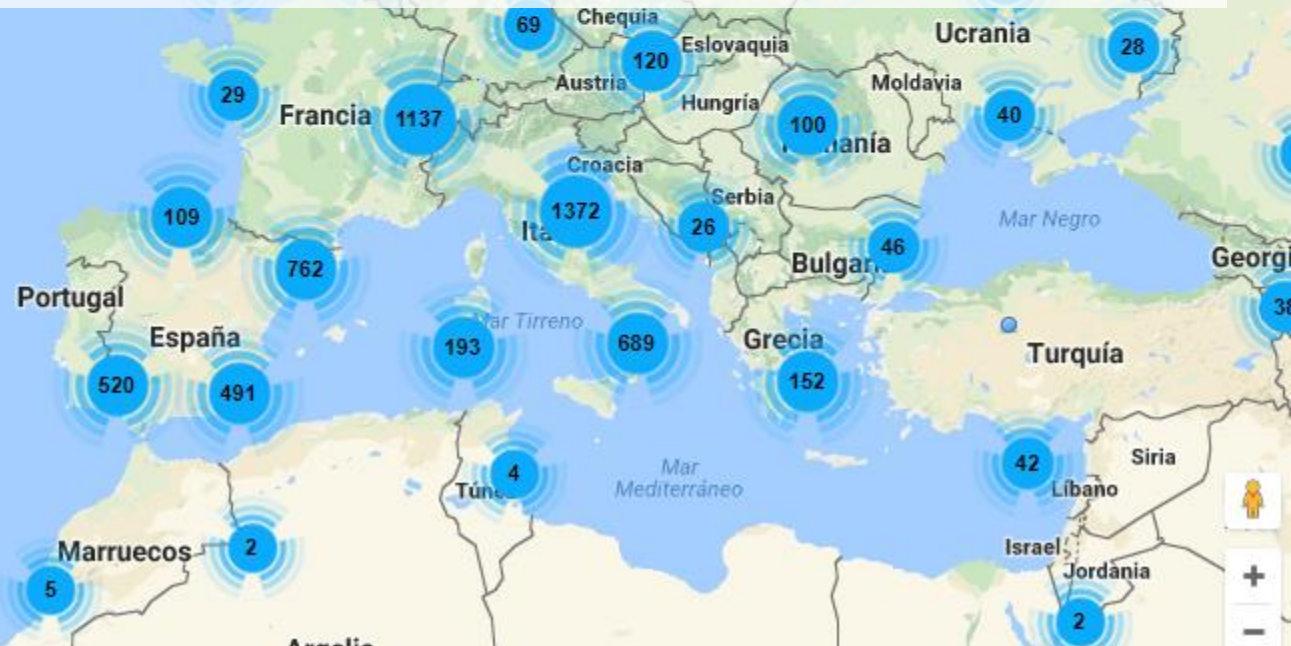 69
Chequia
Ucrania
28
120
Eslovaquia
Austria
Moldavia
29
Francia
1137
Hungría
40
100
Croacia
Serbia
109
1372
26
Mar Negro
46
762
Portugal
193
Mar Tirreno
689
Grecia
España
Turquía
520
491
152
Siria
42
4
Mar
Mediterráneo
Líbano
Marruecos
2
Israel
Jordania
5
2
+
−